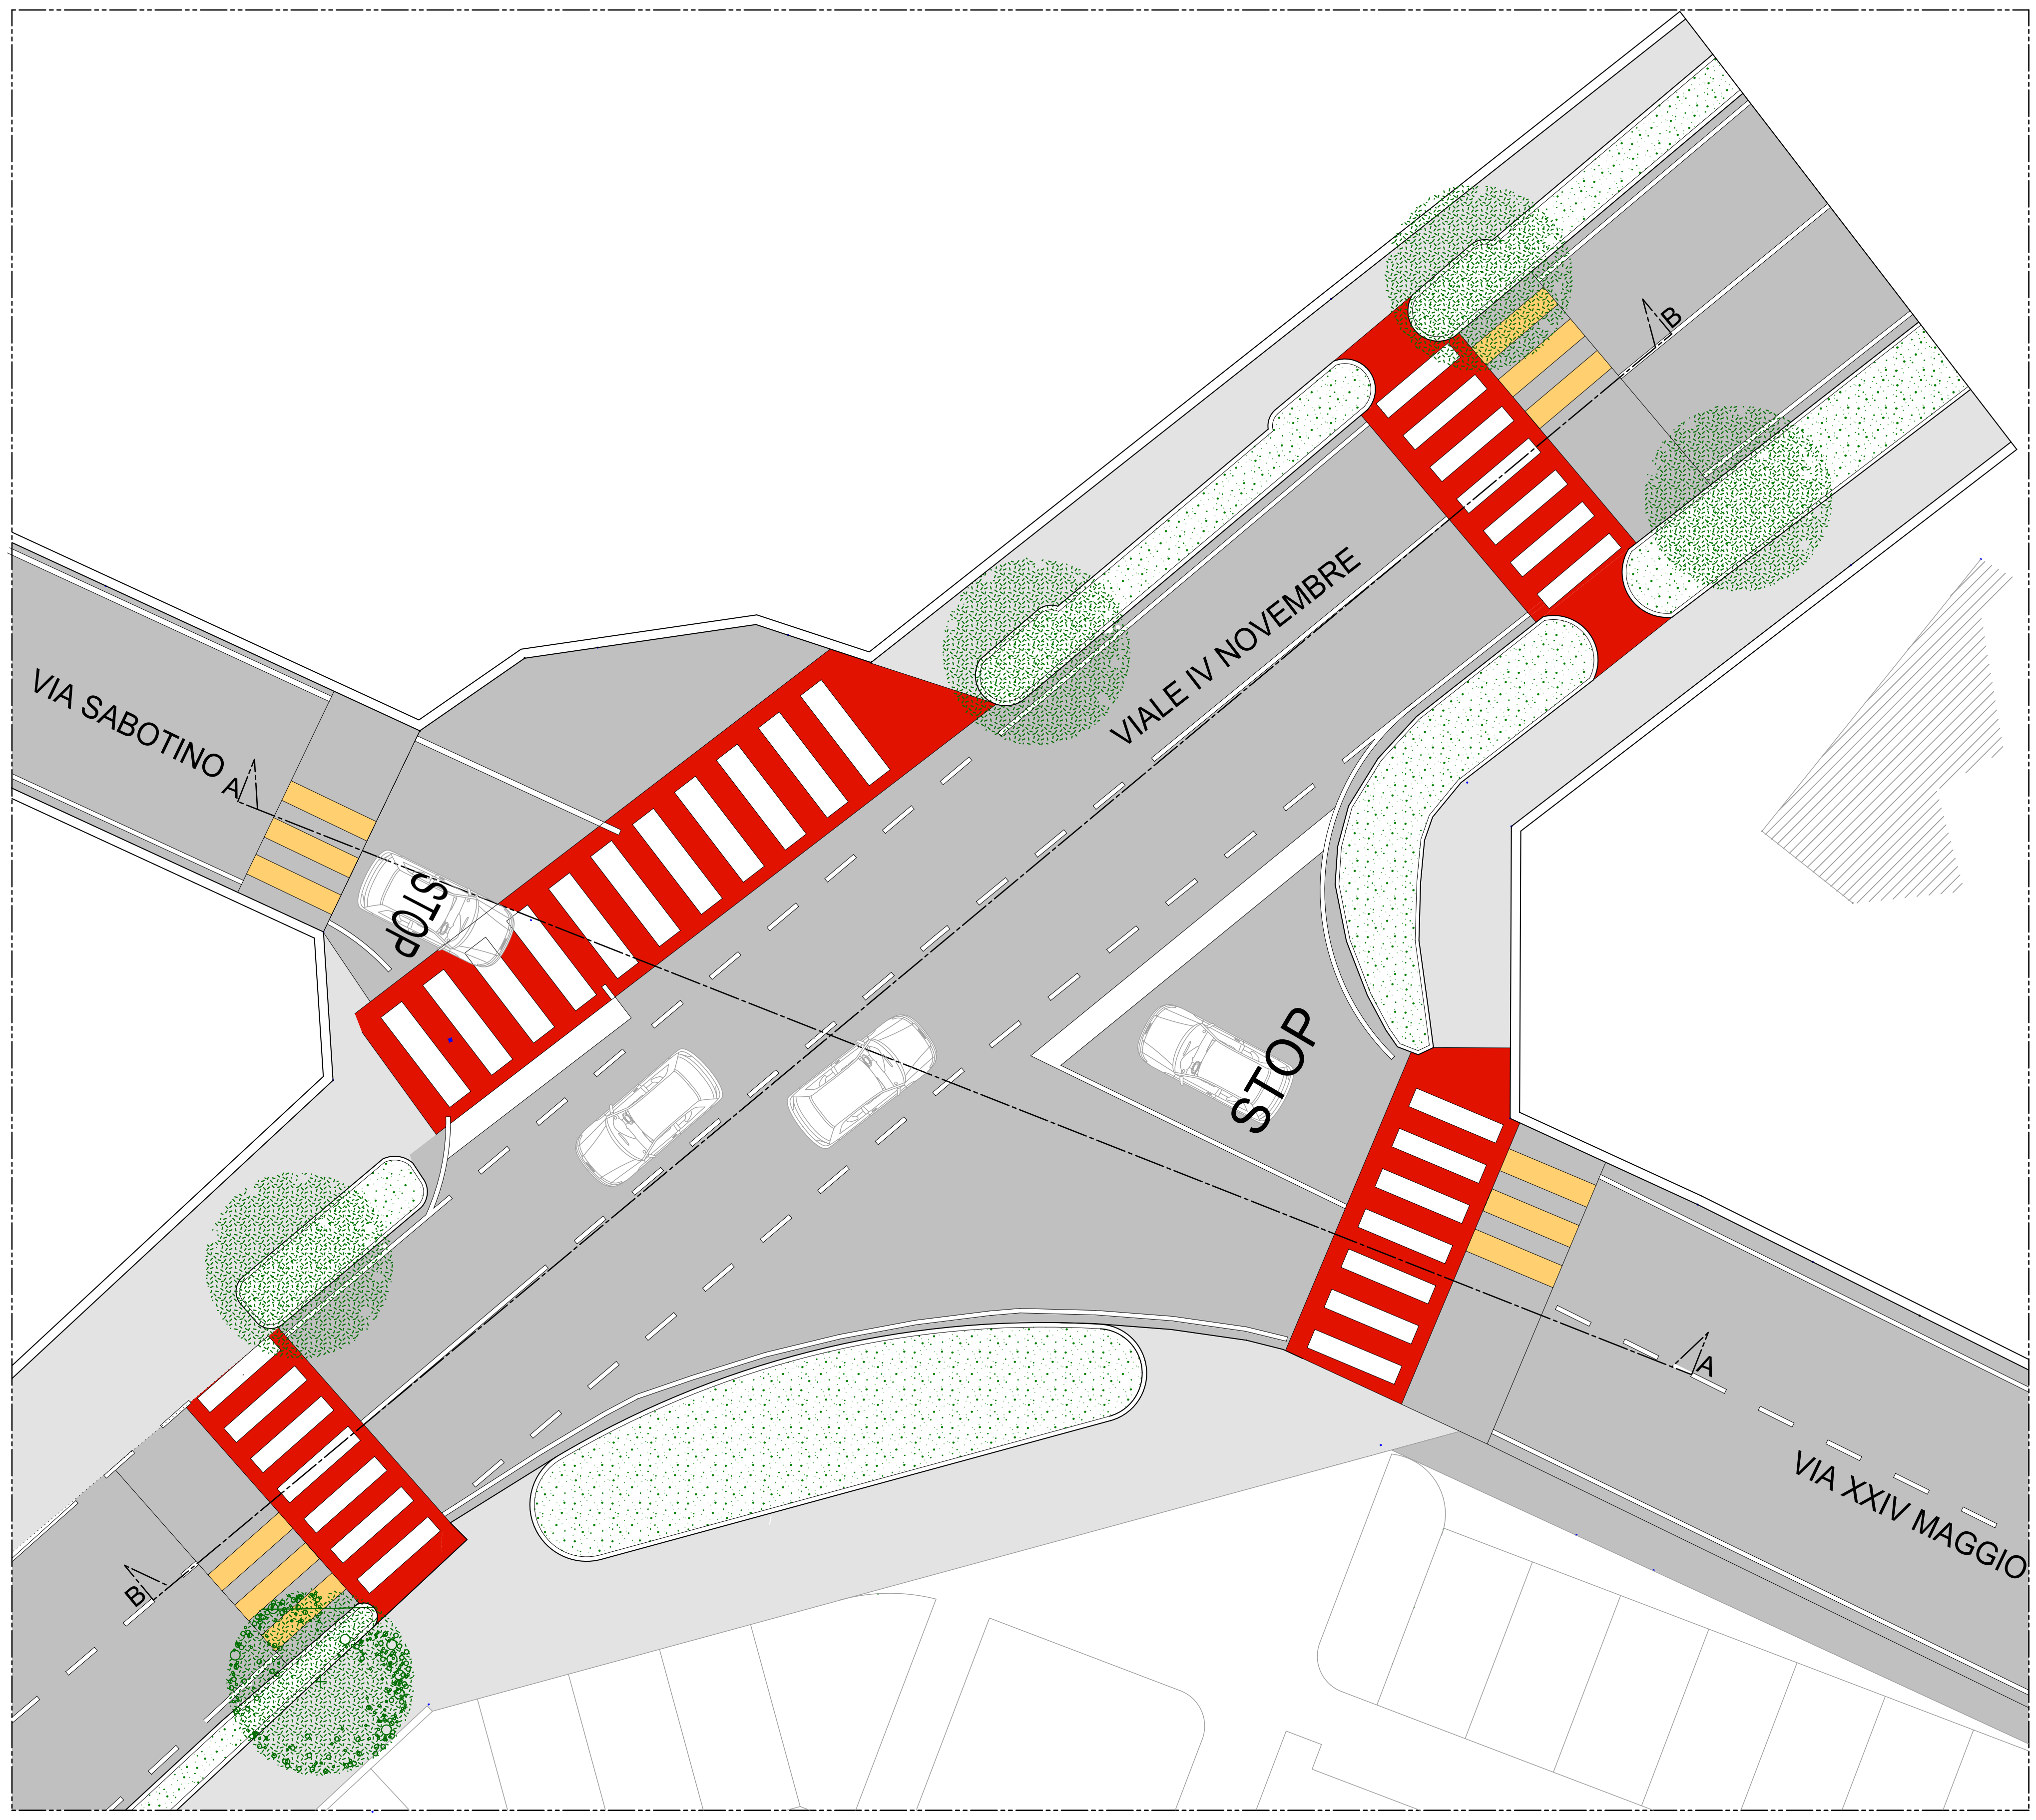 B
VIALE IV NOVEMBRE
VIA SABOTINO
A
STOP
STOP
A
VIA XXIV MAGGIO
B